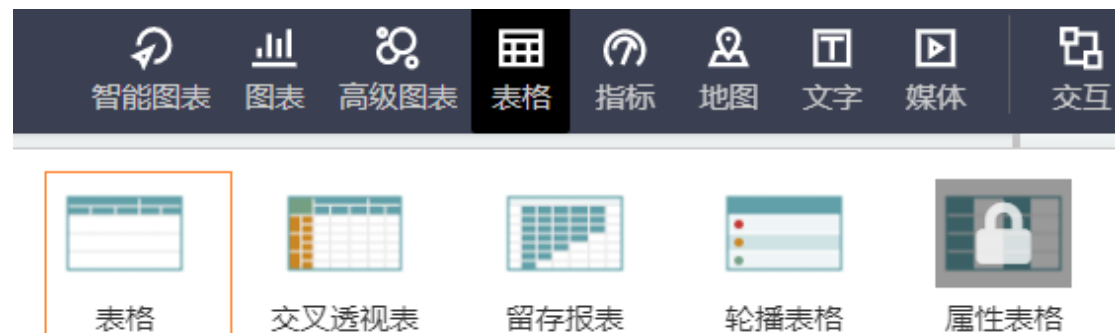 智能图表 图表 高级图表 表格 指标 地图 文字 媒体 交互
表格 交叉透视表 留存报表 轮播表格 属性表格